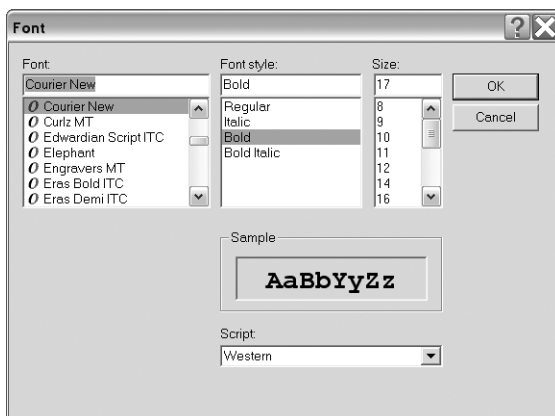 Font
Font:
Courier New
Courier New
Curlz MT
Edwardian Script ITC
Elephant
Engravers MT
Eras Bold ITC
Eras Demi ITC
Font style:
Bold
Regular
Italic
Bold
Bold Italic
Size:
17
8
9
10
11
12
14
16
OK
Cancel
Sample
AaBbYyZz
Script:
Western